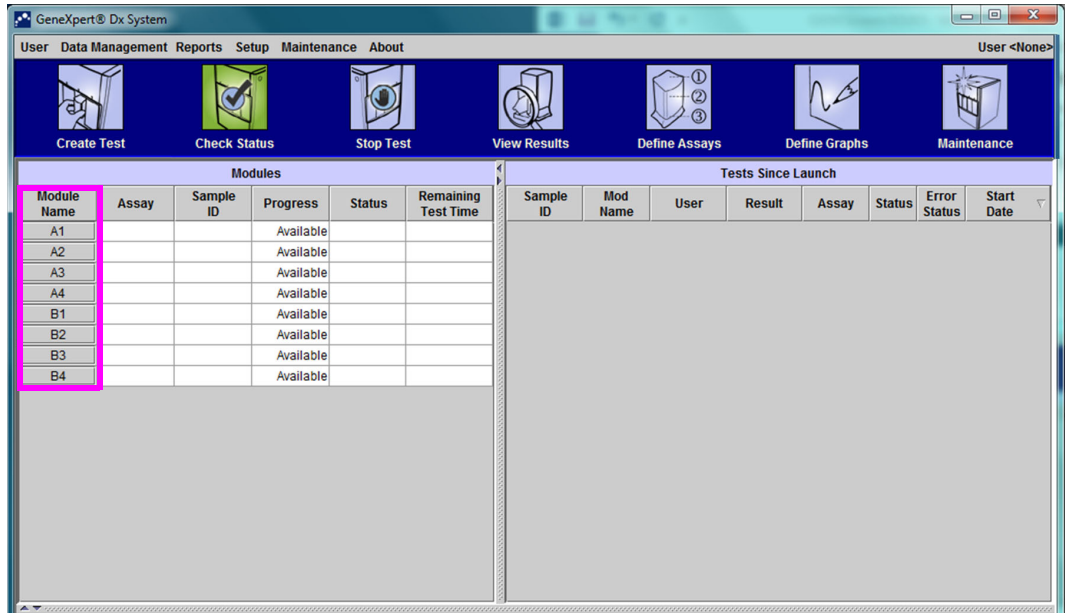 GeneXpert® Dx System
User Data Management Reports Setup Maintenance About User <None>
Create Test Check Status Stop Test View Results Define Assays Define Graphs Maintenance
1
2
3
Modules Tests Since Launch
Module Name Assay Sample ID Progress Status Remaining Test Time Sample ID Mod Name User Result Assay Status Error Status Start Date
A1 Available
A2 Available
A3 Available
A4 Available
B1 Available
B2 Available
B3 Available
B4 Available